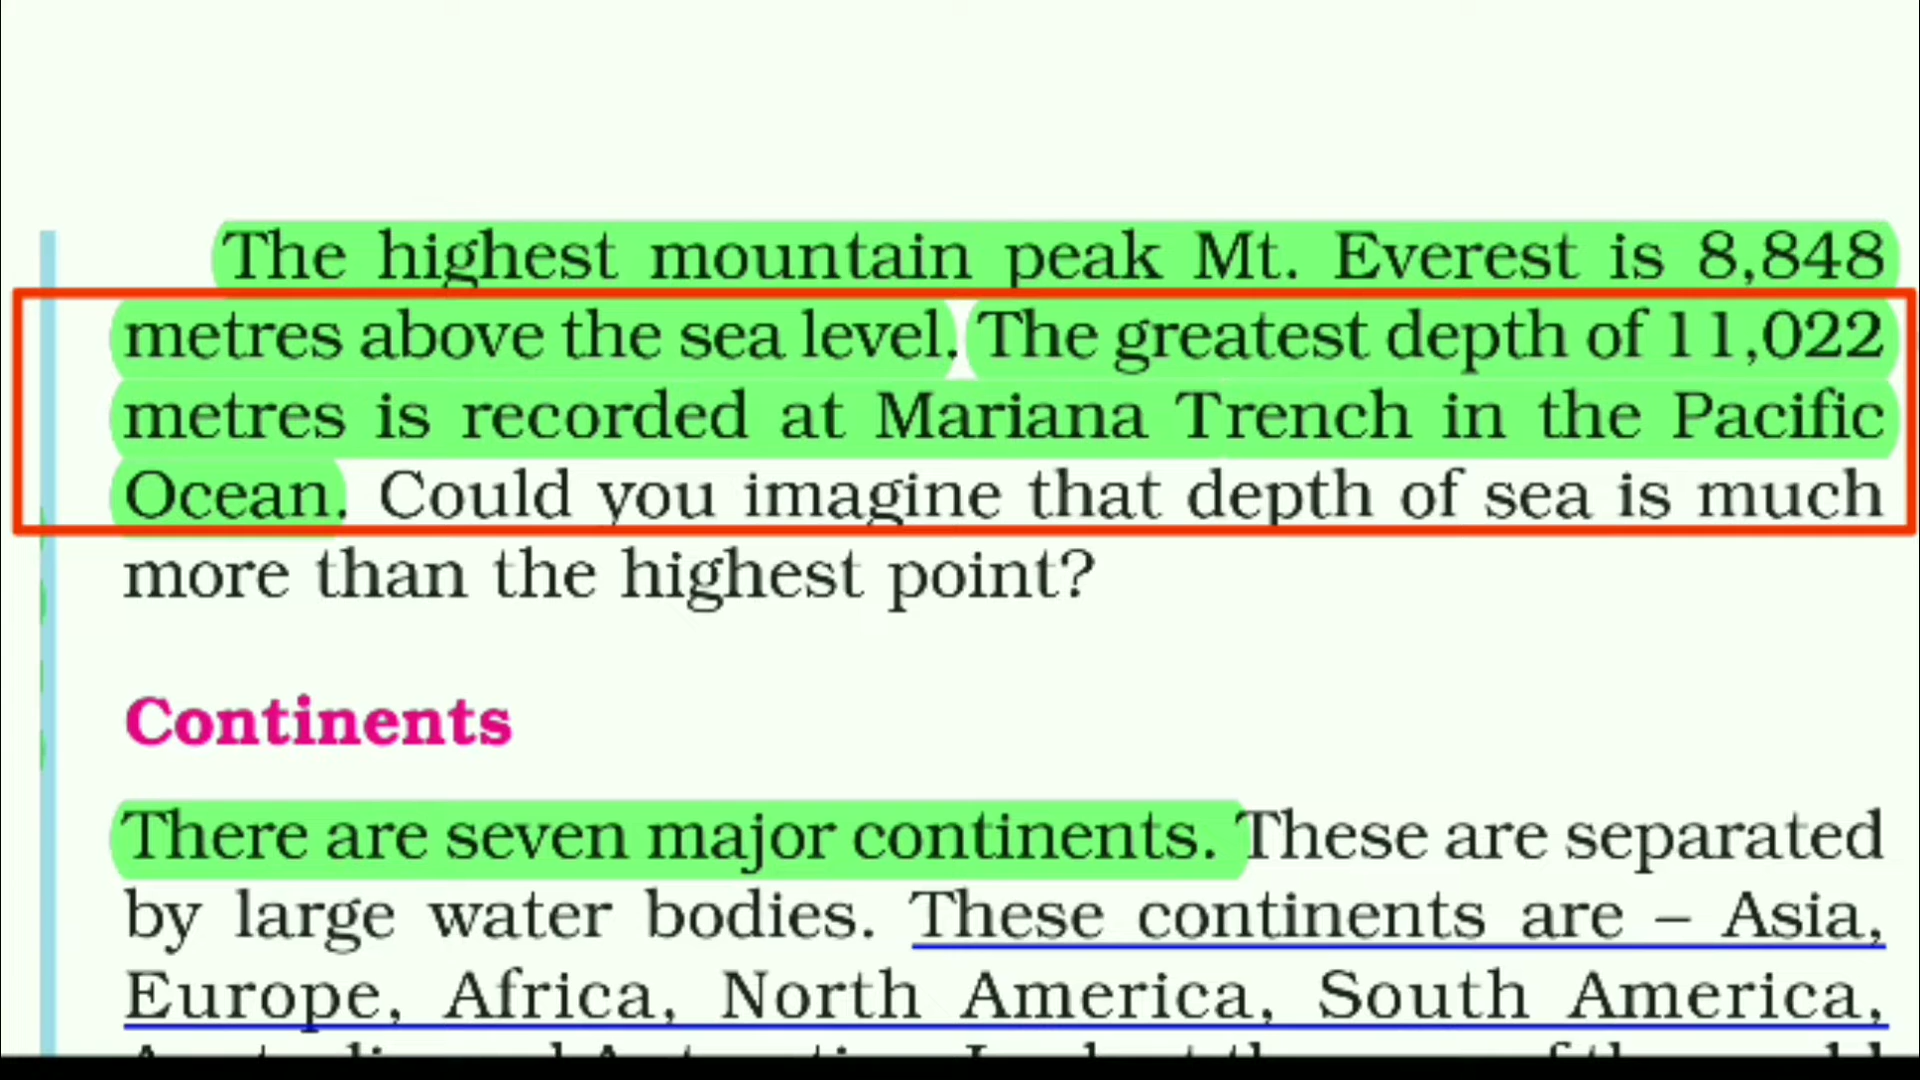 The highest mountain peak Mt. Everest is 8,848
metres above the sea level. The greatest depth of 11,022
metres is recorded at Mariana Trench in the Pacific
Ocean. Could you imagine that depth of sea is much
more than the highest point?
Continents
There are seven major continents. These are separated
by large water bodies. These continents are – Asia,
Europe, Africa, North America, South America,